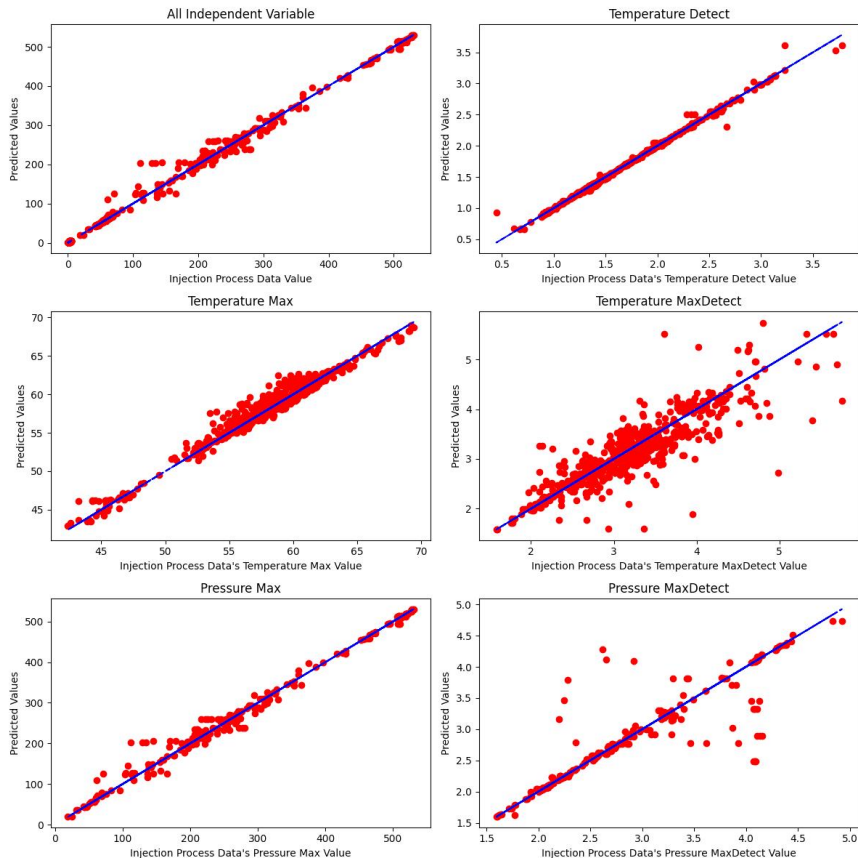 All Independent Variable
500
400
300
200
100
0
Predicted Values
0 100 200 300 400 500
Injection Process Data Value
Temperature Detect
3.5
3.0
2.5
2.0
1.5
1.0
0.5
Predicted Values
0.5 1.0 1.5 2.0 2.5 3.0 3.5
Injection Process Data's Temperature Detect Value
Temperature Max
70
65
60
55
50
45
Predicted Values
45 50 55 60 65 70
Injection Process Data's Temperature Max Value
Temperature MaxDetect
5
4
3
2
Predicted Values
2 3 4 5
Injection Process Data's Temperature MaxDetect Value
Pressure Max
500
400
300
200
100
0
Predicted Values
0 100 200 300 400 500
Injection Process Data's Pressure Max Value
Pressure MaxDetect
5.0
4.5
4.0
3.5
3.0
2.5
2.0
1.5
Predicted Values
1.5 2.0 2.5 3.0 3.5 4.0 4.5 5.0
Injection Process Data's Pressure MaxDetect Value